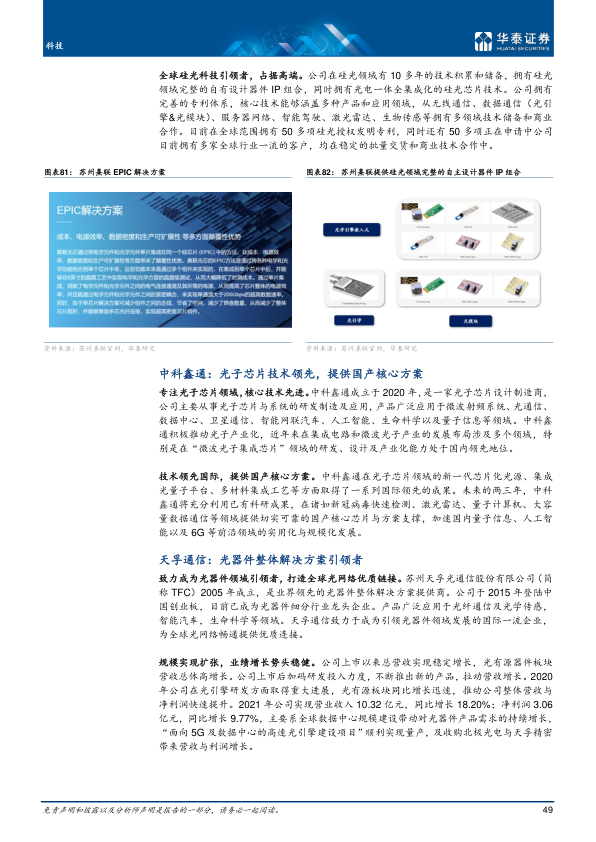 科技
华泰证券
HUATAI SECURITIES
全球硅光科技引领者，占据高端。公司在硅光领域有 10 多年的技术积累和储备，拥有硅光
领域完整的自有设计器件 IP 组合，同时拥有光电一体全集成化的硅光芯片技术。公司拥有
完善的专利体系，核心技术能够涵盖多种产品和应用领域，从无线通信、数据通信（光引
擎&光模块）、服务器网络、智能驾驶、激光雷达、生物传感等拥有多领域技术储备和商业
合作。目前在全球范围拥有 50 多项硅光授权发明专利，同时还有 50 多项正在申请中公司
目前拥有多家全球行业一流的客户，均在稳定的批量交货和商业技术合作中。
图表81： 苏州熹联 EPIC 解决方案
图表82： 苏州熹联提供硅光领域完整的自主设计器件 IP 组合
EPIC解决方案
成本、电源效率、数据密度和生产可扩展性 等多方面颠覆性优势
光学引擎嵌入式
光引学
光模块
资料来源：苏州熹联官网，华泰研究
资料来源：苏州熹联官网，华泰研究
中科鑫通：光子芯片技术领先，提供国产核心方案
专注光子芯片领域，核心技术先进。中科鑫通成立于 2020 年，是一家光子芯片设计制造商，
公司主要从事光子芯片与系统的研发制造及应用，产品广泛应用于微波射频系统、光通信、
数据中心、卫星通信、智能网联汽车、人工智能、生命科学以及量子信息等领域。中科鑫
通积极推动光子产业化，近年来在集成电路和微波光子产业的发展布局涉及多个领域，特
别是在“微波光子集成芯片”领域的研发、设计及产业化能力处于国内领先地位。
技术领先国际，提供国产核心方案。中科鑫通在光子芯片领域的新一代芯片化光源、集成
光量子平台、多材料集成工艺等方面取得了一系列国际领先的成果。未来的两三年，中科
鑫通将充分利用已有科研成果，在诸如新冠病毒快速检测、激光雷达、量子计算机、大容
量数据通信等领域提供切实可靠的国产核心芯片与方案支撑，加速国内量子信息、人工智
能以及 6G 等前沿领域的实用化与规模化发展。
天孚通信：光器件整体解决方案引领者
致力成为光器件领域引领者，打造全球光网络优质链接。苏州天孚光通信股份有限公司（简
称 TFC）2005 年成立，是业界领先的光器件整体解决方案提供商。公司于 2015 年登陆中
国创业板，目前已成为光器件细分行业龙头企业。产品广泛应用于光纤通信及光学传感，
智能汽车，生命科学等领域。天孚通信致力于成为引领光器件领域发展的国际一流企业，
为全球光网络畅通提供优质连接。
规模实现扩张，业绩增长势头稳健。公司上市以来总营收实现稳定增长，光有源器件板块
营收总体高增长。公司上市后加码研发投入力度，不断推出新的产品，拉动营收增长。2020
年公司在光引擎研发方面取得重大进展，光有源板块同比增长迅速，推动公司整体营收与
净利润快速提升。2021 年公司实现营业收入 10.32 亿元，同比增长 18.20%；净利润 3.06
亿元，同比增长 9.77%，主要系全球数据中心规模建设带动对光器件产品需求的持续增长，
“面向 5G 及数据中心的高速光引擎建设项目”顺利实现量产，及收购北极光电与天孚精密
带来营收与利润增长。
免责声明和披露以及分析师声明是报告的一部分，请务必一起阅读。
49